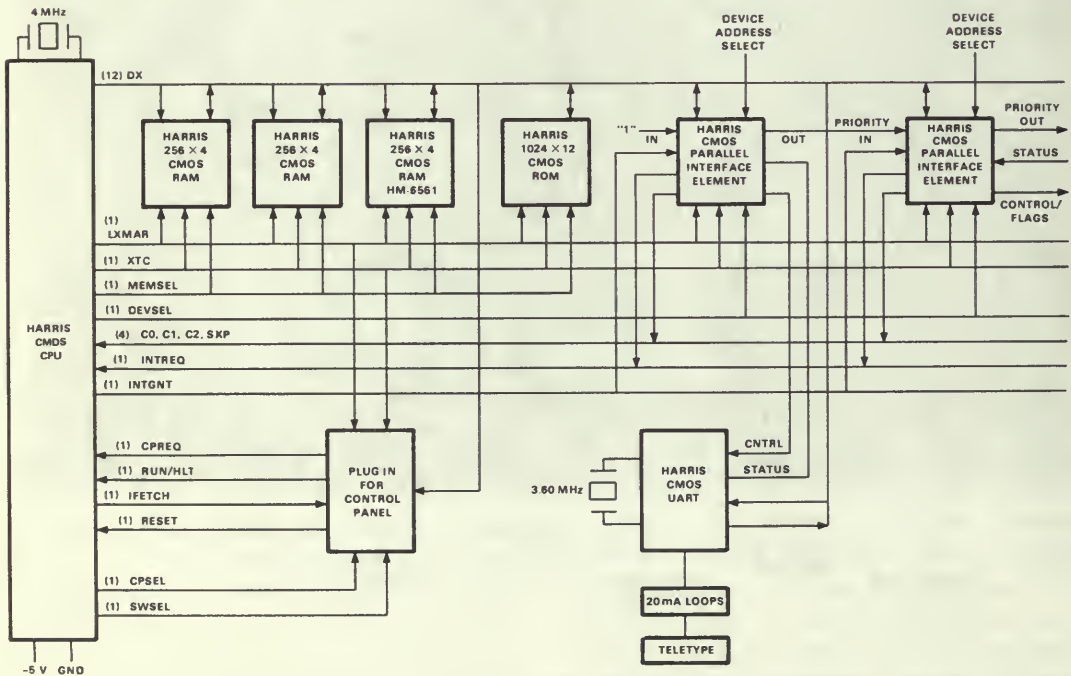 4 MHz
DEVICE
ADDRESS
SELECT
DEVICE
ADDRESS
SELECT
(12) DX
HARRIS
256 × 4
CMOS
RAM
HARRIS
256 × 4
CMOS
RAM
HARRIS
256 × 4
CMOS
RAM
HM-6561
HARRIS
1024 × 12
CMOS
ROM
"1"
IN
HARRIS
CMOS
PARALLEL
INTERFACE
ELEMENT
OUT
PRIORITY
IN
HARRIS
CMOS
PARALLEL
INTERFACE
ELEMENT
PRIORITY
OUT
STATUS
CONTROL/
FLAGS
(1)
LXMAR
(1) XTC
(1) MEMSEL
(1) DEVSEL
(4) C0, C1, C2, SXP
(1) INTREQ
(1) INTGNT
HARRIS
CMDS
CPU
(1) CPREQ
(1) RUN/HLT
(1) IFETCH
(1) RESET
(1) CPSEL
(1) SWSEL
PLUG IN
FOR
CONTROL
PANEL
3.60 MHz
HARRIS
CMOS
UART
CNTRL
STATUS
20mA LOOPS
TELETYPE
-5 V GND